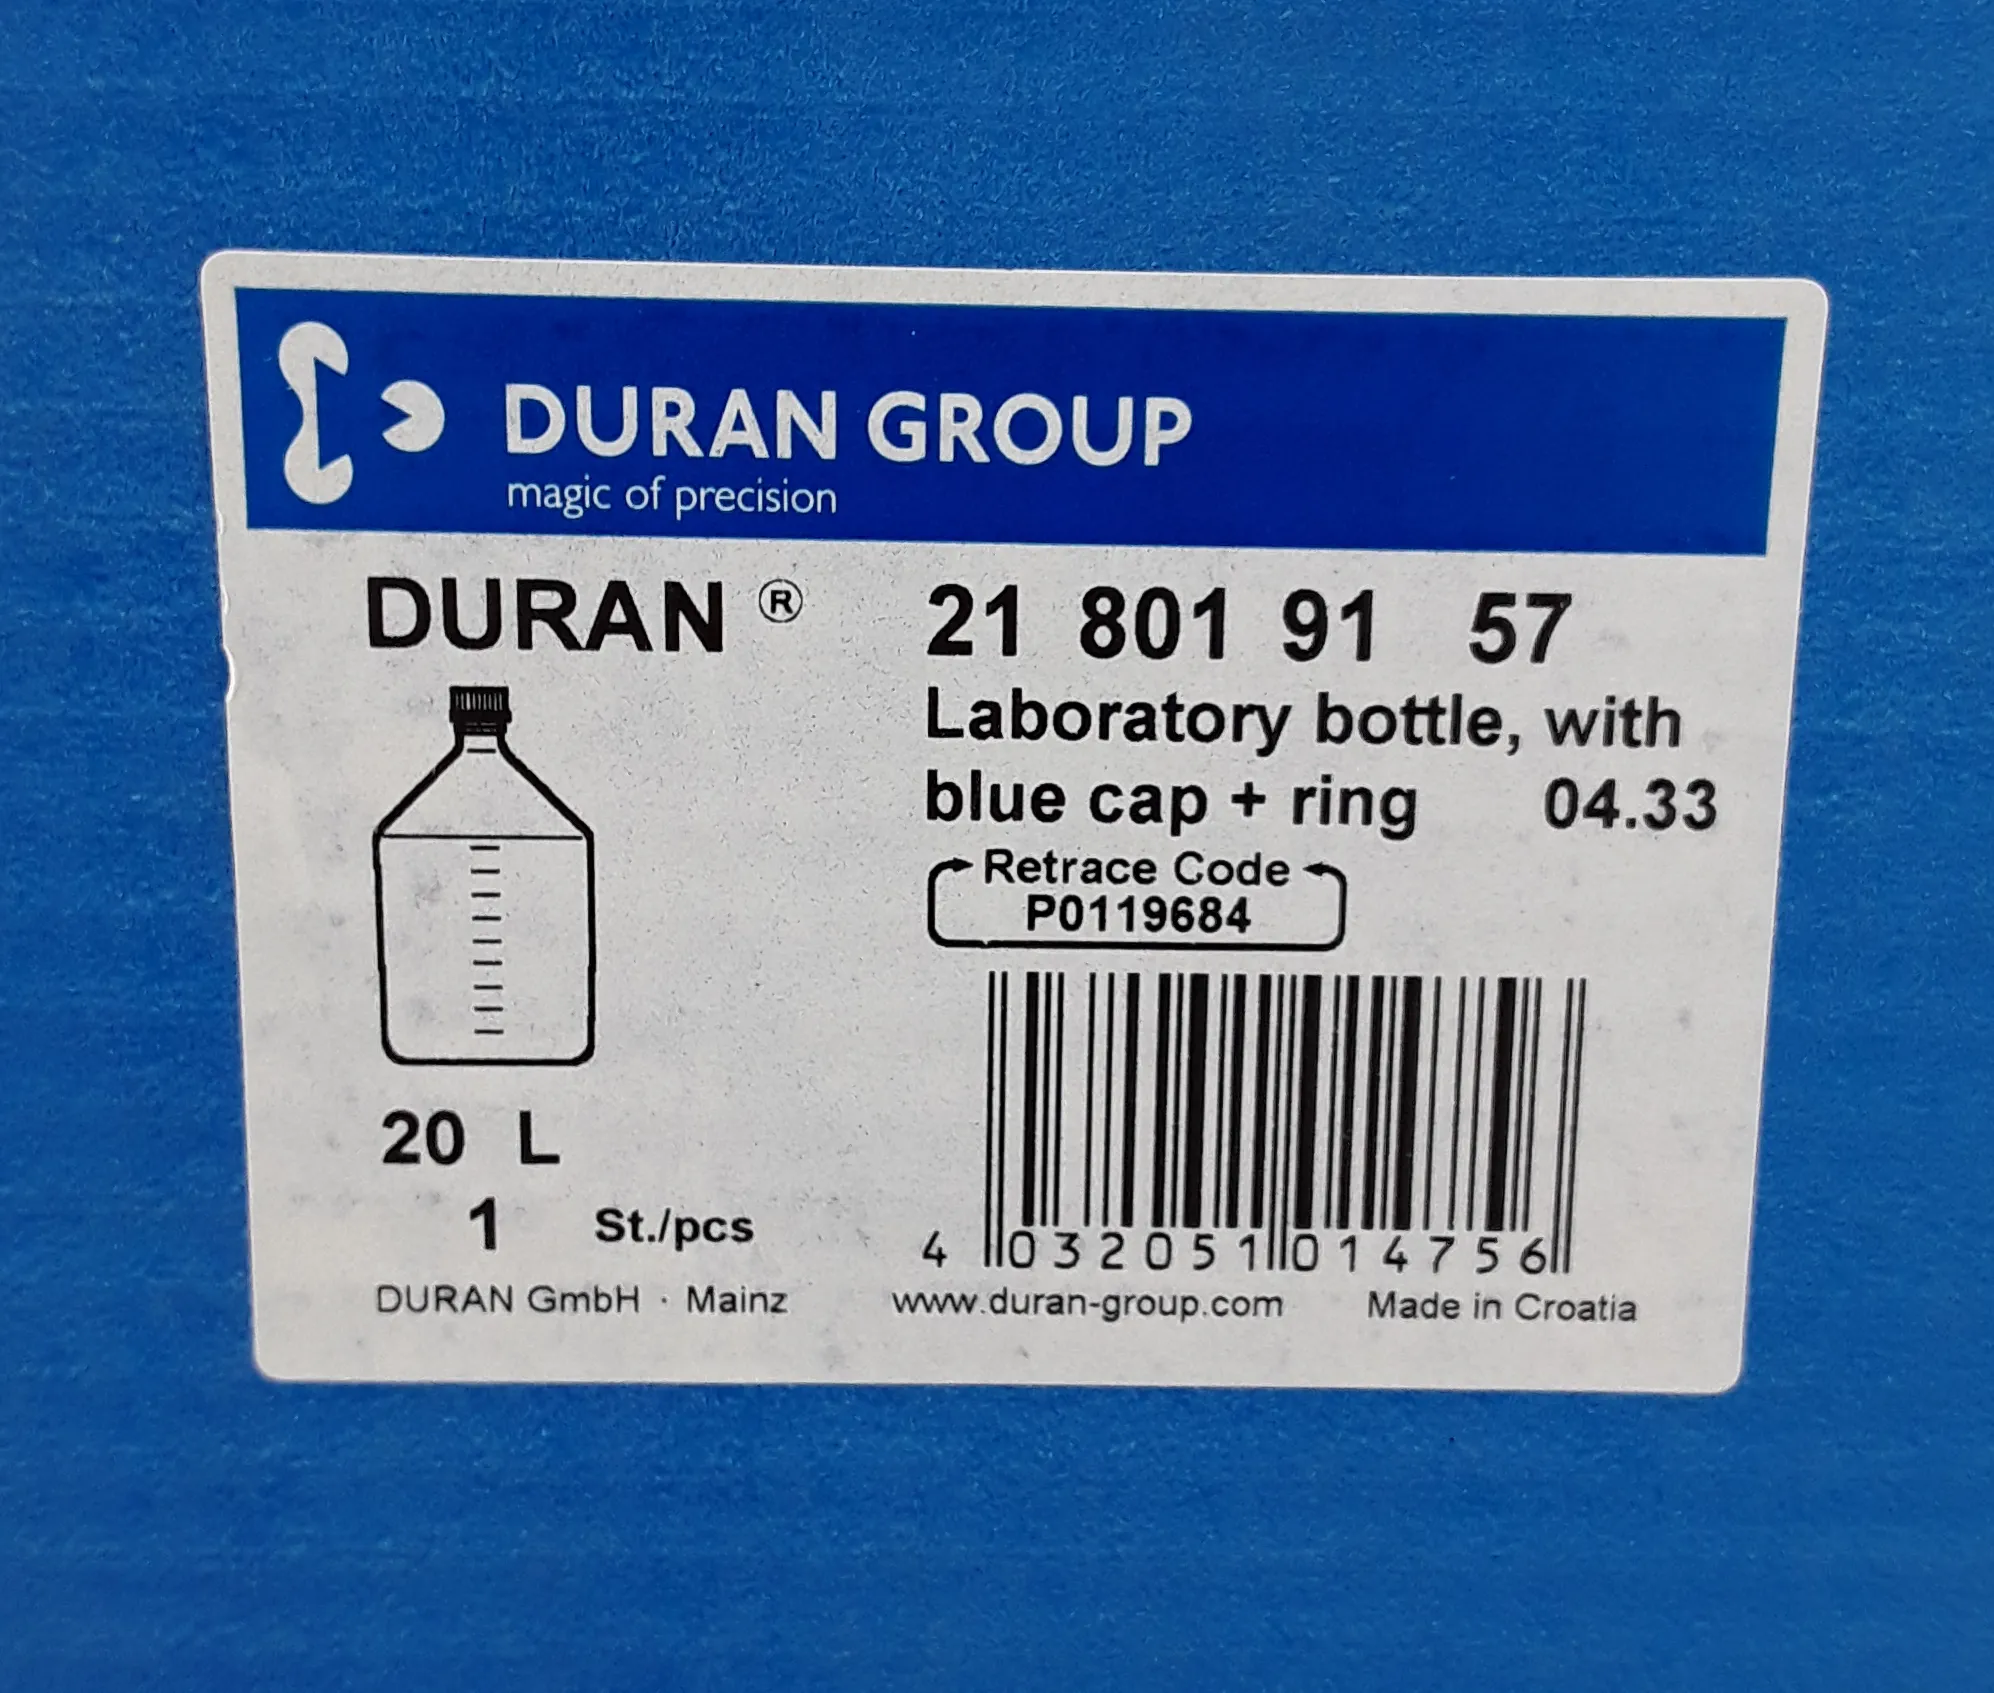 DURAN GROUP
magic of precision
DURAN ® 21 801 91 57
Laboratory bottle, with
blue cap + ring 04.33
Retrace Code
P0119684
20 L
1 St./pcs
4 032051 014756
DURAN GmbH · Mainz www.duran-group.com Made in Croatia